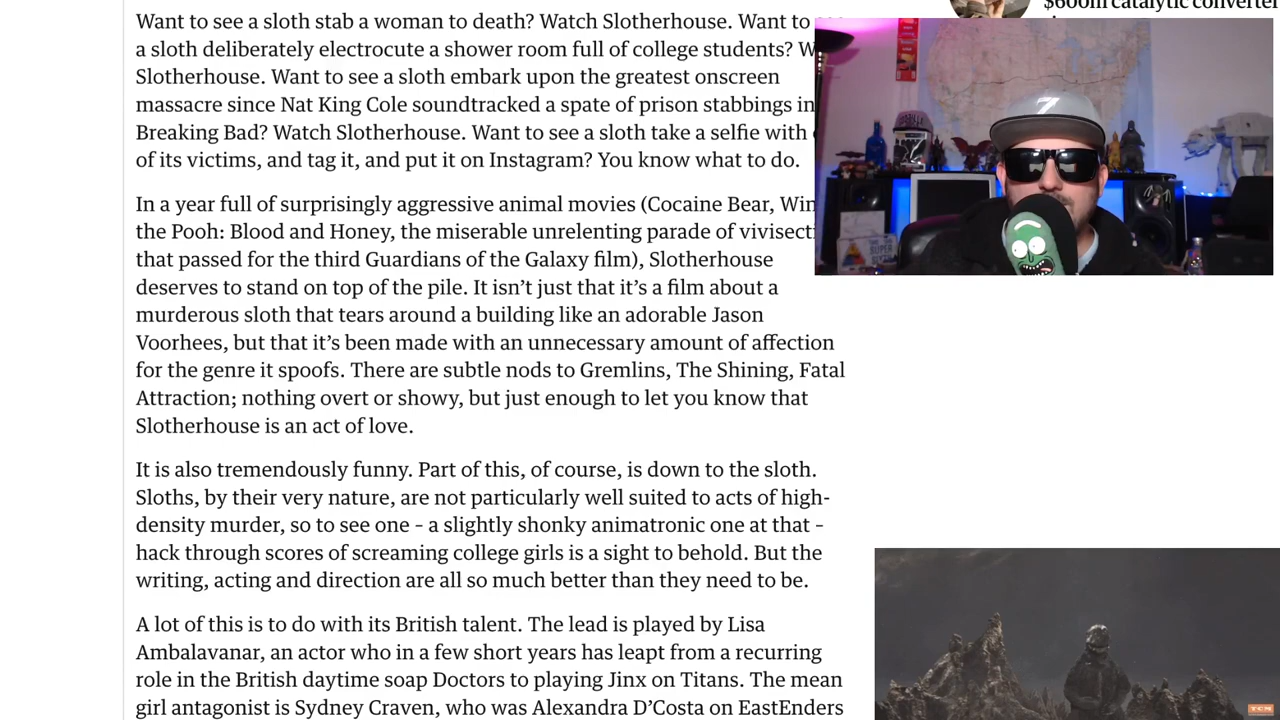 $600m catalytic converter
Want to see a sloth stab a woman to death? Watch Slotherhouse. Want to
a sloth deliberately electrocute a shower room full of college students?
Slotherhouse. Want to see a sloth embark upon the greatest onscreen
massacre since Nat King Cole soundtracked a spate of prison stabbings in
Breaking Bad? Watch Slotherhouse. Want to see a sloth take a selfie with
of its victims, and tag it, and put it on Instagram? You know what to do.
In a year full of surprisingly aggressive animal movies (Cocaine Bear,
the Pooh: Blood and Honey, the miserable unrelenting parade of
that passed for the third Guardians of the Galaxy film), Slotherhouse
deserves to stand on top of the pile. It isn’t just that it’s a film about a
murderous sloth that tears around a building like an adorable Jason
Voorhees, but that it’s been made with an unnecessary amount of affection
for the genre it spoofs. There are subtle nods to Gremlins, The Shining, Fatal
Attraction; nothing overt or showy, but just enough to let you know that
Slotherhouse is an act of love.
It is also tremendously funny. Part of this, of course, is down to the sloth.
Sloths, by their very nature, are not particularly well suited to acts of high-
density murder, so to see one – a slightly shonky animatronic one at that –
hack through scores of screaming college girls is a sight to behold. But the
writing, acting and direction are all so much better than they need to be.
A lot of this is to do with its British talent. The lead is played by Lisa
Ambalavanar, an actor who in a few short years has leapt from a recurring
role in the British daytime soap Doctors to playing Jinx on Titans. The mean
girl antagonist is Sydney Craven, who was Alexandra D’Costa on EastEnders
TCM